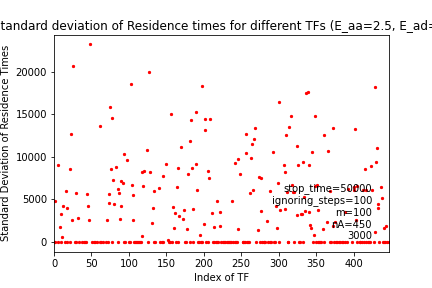 tandard deviation of Residence times for different TFs (E_aa=2.5, E_ad=
Standard Deviation of Residence Times
20000
15000
10000
5000
0
stop_time=50000
ignoring_steps=100
m=100
nA=450
3000
0 50 100 150 200 250 300 350 400
Index of TF